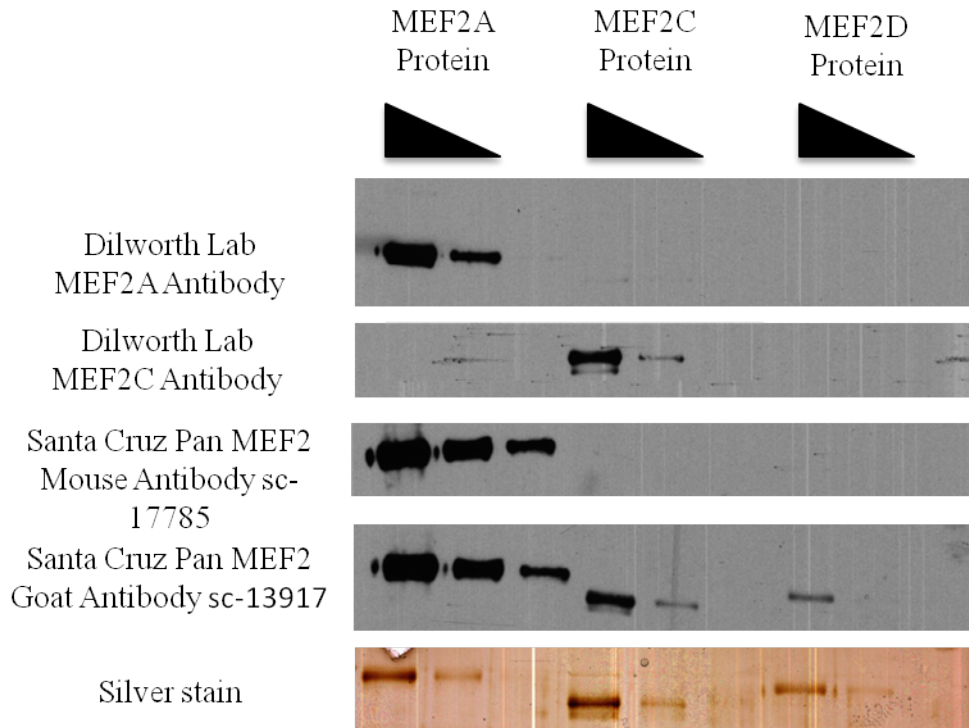 MEF2A
Protein
MEF2C
Protein
MEF2D
Protein
Dilworth Lab
MEF2A Antibody
Dilworth Lab
MEF2C Antibody
Santa Cruz Pan MEF2
Mouse Antibody sc-
17785
Santa Cruz Pan MEF2
Goat Antibody sc-13917
Silver stain